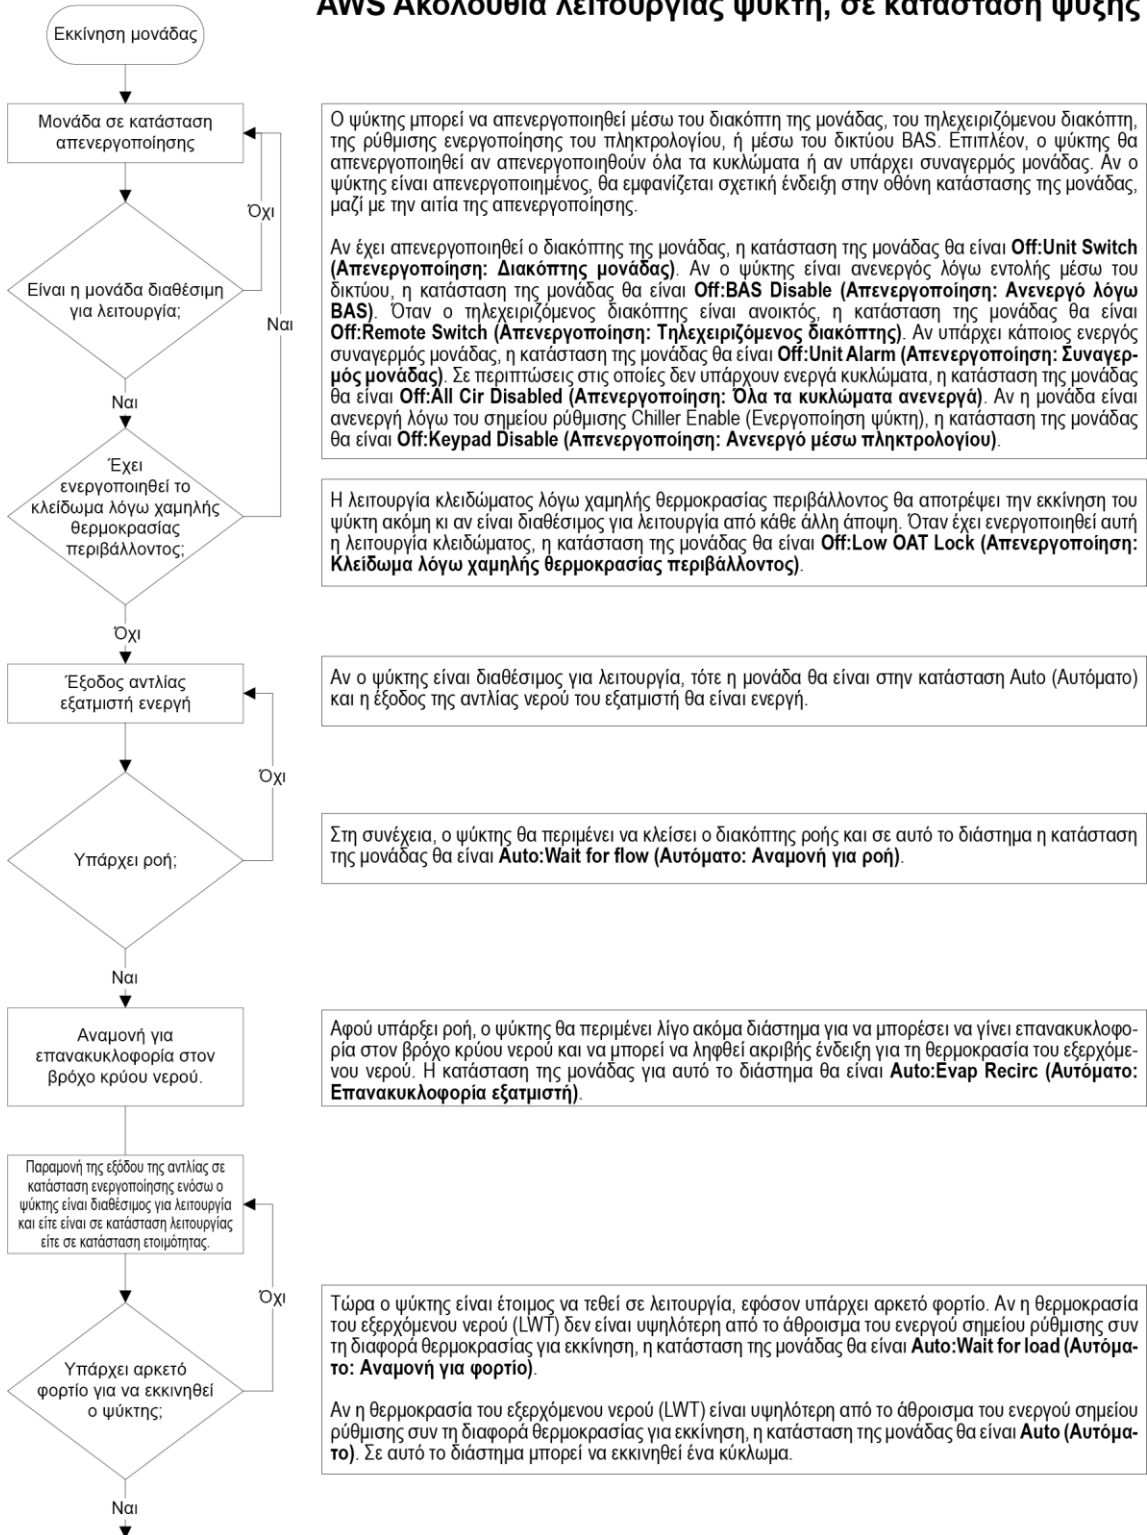 AWS Ακολουθία λειτουργίας ψύκτη, σε κατάσταση ψύξης
Εκκίνηση μονάδας
Μονάδα σε κατάσταση
απενεργοποίησης
Ο ψύκτης μπορεί να απενεργοποιηθεί μέσω του διακόπτη της μονάδας, του τηλεχειριζόμενου διακόπτη,
της ρύθμισης ενεργοποίησης του πληκτρολογίου, ή μέσω του δικτύου BAS. Επιπλέον, ο ψύκτης θα
απενεργοποιηθεί αν απενεργοποιηθούν όλα τα κυκλώματα ή αν υπάρχει συναγερμός μονάδας. Αν ο
ψύκτης είναι απενεργοποιημένος, θα εμφανίζεται σχετική ένδειξη στην οθόνη κατάστασης της μονάδας,
μαζί με την αιτία της απενεργοποίησης.
Αν έχει απενεργοποιηθεί ο διακόπτης της μονάδας, η κατάσταση της μονάδας θα είναι Off:Unit Switch
(Απενεργοποίηση: Διακόπτης μονάδας). Αν ο ψύκτης είναι ανενεργός λόγω εντολής μέσω του
δικτύου, η κατάσταση της μονάδας θα είναι Off:BAS Disable (Απενεργοποίηση: Ανενεργό λόγω
BAS). Όταν ο τηλεχειριζόμενος διακόπτης είναι ανοικτός, η κατάσταση της μονάδας θα είναι
Off:Remote Switch (Απενεργοποίηση: Τηλεχειριζόμενος διακόπτης). Αν υπάρχει κάποιος ενεργός
συναγερμός μονάδας, η κατάσταση της μονάδας θα είναι Off:Unit Alarm (Απενεργοποίηση: Συναγερ-
μός μονάδας). Σε περιπτώσεις στις οποίες δεν υπάρχουν ενεργά κυκλώματα, η κατάσταση της μονάδας
θα είναι Off:All Cir Disabled (Απενεργοποίηση: Όλα τα κυκλώματα ανενεργά). Αν η μονάδα είναι
ανενεργή λόγω του σημείου ρύθμισης Chiller Enable (Ενεργοποίηση ψύκτη), η κατάσταση της μονάδας
θα είναι Off:Keypad Disable (Απενεργοποίηση: Ανενεργό μέσω πληκτρολογίου).
Όχι
Είναι η μονάδα διαθέσιμη
για λειτουργία;
Ναι
Ναι
Έχει
ενεργοποιηθεί το
κλείδωμα λόγω χαμηλής
θερμοκρασίας
περιβάλλοντος;
Η λειτουργία κλειδώματος λόγω χαμηλής θερμοκρασίας περιβάλλοντος θα αποτρέψει την εκκίνηση του
ψύκτη ακόμη κι αν είναι διαθέσιμος για λειτουργία από κάθε άλλη άποψη. Όταν έχει ενεργοποιηθεί αυτή
η λειτουργία κλειδώματος, η κατάσταση της μονάδας θα είναι Off:Low OAT Lock (Απενεργοποίηση:
Κλείδωμα λόγω χαμηλής θερμοκρασίας περιβάλλοντος).
Όχι
Έξοδος αντλίας
εξατμιστή ενεργή
Αν ο ψύκτης είναι διαθέσιμος για λειτουργία, τότε η μονάδα θα είναι στην κατάσταση Auto (Αυτόματο)
και η έξοδος της αντλίας νερού του εξατμιστή θα είναι ενεργή.
Όχι
Υπάρχει ροή;
Στη συνέχεια, ο ψύκτης θα περιμένει να κλείσει ο διακόπτης ροής και σε αυτό το διάστημα η κατάσταση
της μονάδας θα είναι Auto:Wait for flow (Αυτόματο: Αναμονή για ροή).
Ναι
Αναμονή για
επανακυκλοφορία στον
βρόχο κρύου νερού.
Αφού υπάρξει ροή, ο ψύκτης θα περιμένει λίγο ακόμα διάστημα για να μπορέσει να γίνει επανακυκλοφο-
ρία στον βρόχο κρύου νερού και να μπορεί να ληφθεί ακριβής ένδειξη για τη θερμοκρασία του εξερχόμε-
νου νερού. Η κατάσταση της μονάδας για αυτό το διάστημα θα είναι Auto:Evap Recirc (Αυτόματο:
Επανακυκλοφορία εξατμιστή).
Παραμονή της εξόδου της αντλίας σε
κατάσταση ενεργοποίησης ενόσω ο
ψύκτης είναι διαθέσιμος για λειτουργία
και είτε είναι σε κατάσταση λειτουργίας
είτε σε κατάσταση ετοιμότητας.
Όχι
Υπάρχει αρκετό
φορτίο για να εκκινηθεί
ο ψύκτης;
Τώρα ο ψύκτης είναι έτοιμος να τεθεί σε λειτουργία, εφόσον υπάρχει αρκετό φορτίο. Αν η θερμοκρασία
του εξερχόμενου νερού (LWT) δεν είναι υψηλότερη από το άθροισμα του ενεργού σημείου ρύθμισης συν
τη διαφορά θερμοκρασίας για εκκίνηση, η κατάσταση της μονάδας θα είναι Auto:Wait for load (Αυτόμα-
το: Αναμονή για φορτίο).
Αν η θερμοκρασία του εξερχόμενου νερού (LWT) είναι υψηλότερη από το άθροισμα του ενεργού σημείου
ρύθμισης συν τη διαφορά θερμοκρασίας για εκκίνηση, η κατάσταση της μονάδας θα είναι Auto (Αυτόμα-
το). Σε αυτό το διάστημα μπορεί να εκκινηθεί ένα κύκλωμα.
Ναι